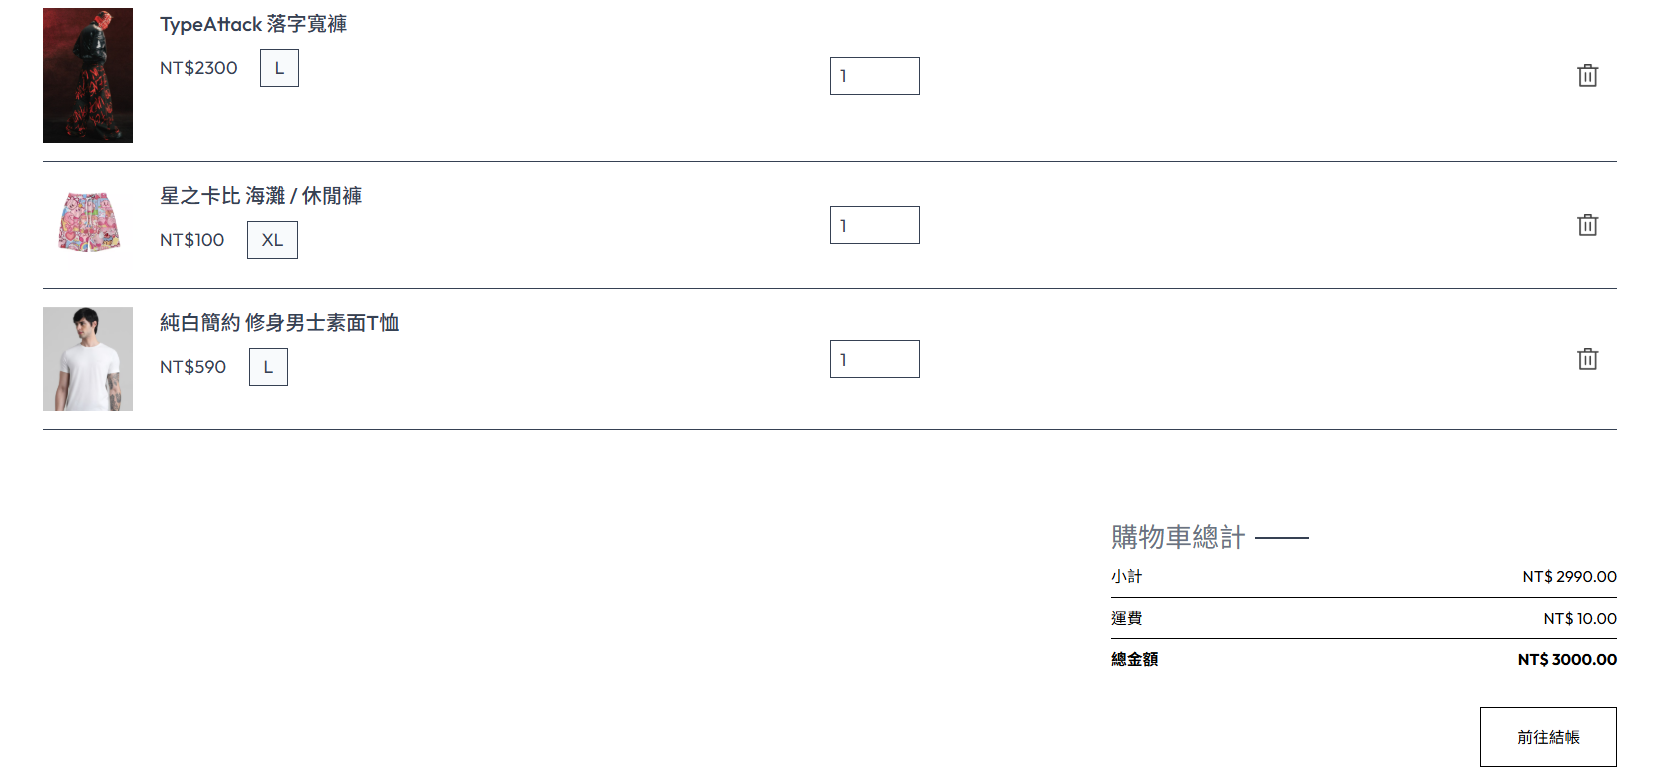 TypeAttack 落字寬褲
NT$2300 L
1
星之卡比 海灘 / 休閒褲
NT$100 XL
1
純白簡約 修身男士素面T恤
NT$590 L
1
購物車總計
小計 NT$ 2990.00
運費 NT$ 10.00
總金額 NT$ 3000.00
前往結帳